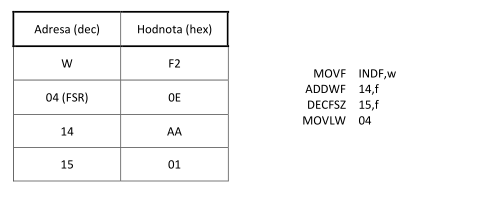 Adresa (dec) Hodnota (hex)
W F2
04 (FSR) 0E
14 AA
15 01
MOVF INDF,w
ADDWF 14,f
DECFSZ 15,f
MOVLW 04